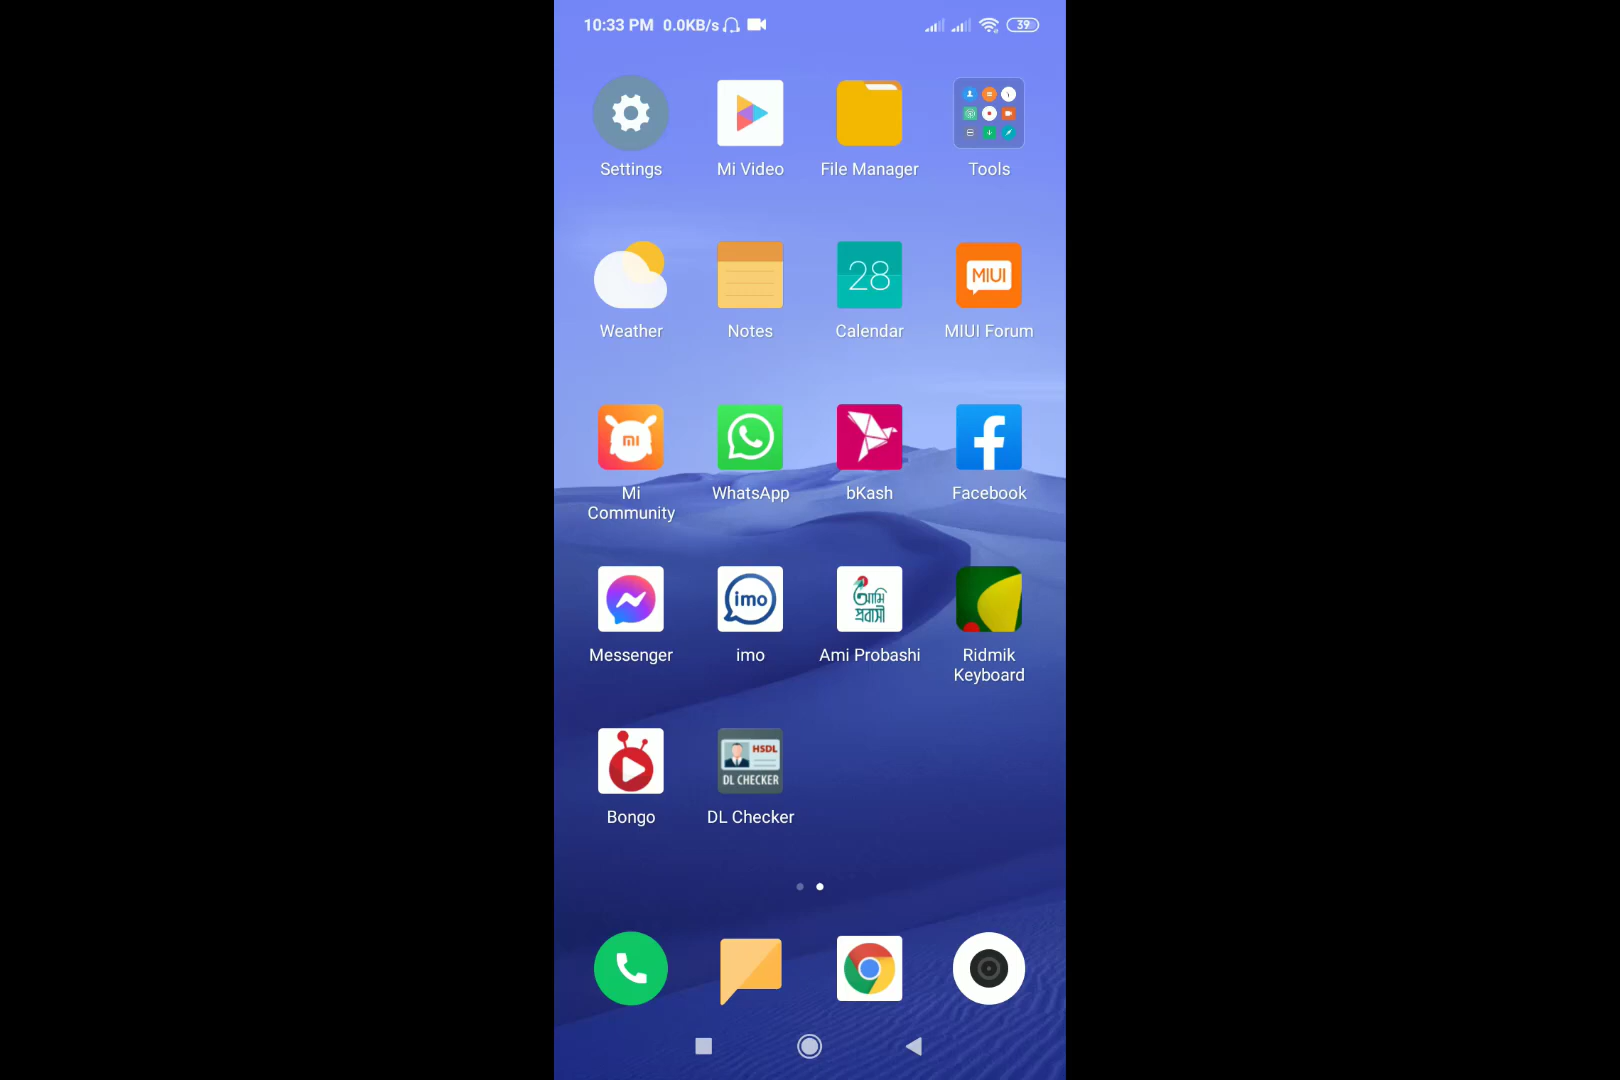 10:33 PM 0.0KB/s 39
Settings Mi Video File Manager Tools
28 MIUI
Weather Notes Calendar MIUI Forum
mi
Mi WhatsApp bKash Facebook
Community
imo আমি
প্রবাসী
Messenger imo Ami Probashi Ridmik
Keyboard
HSDL
DL CHECKER
Bongo DL Checker